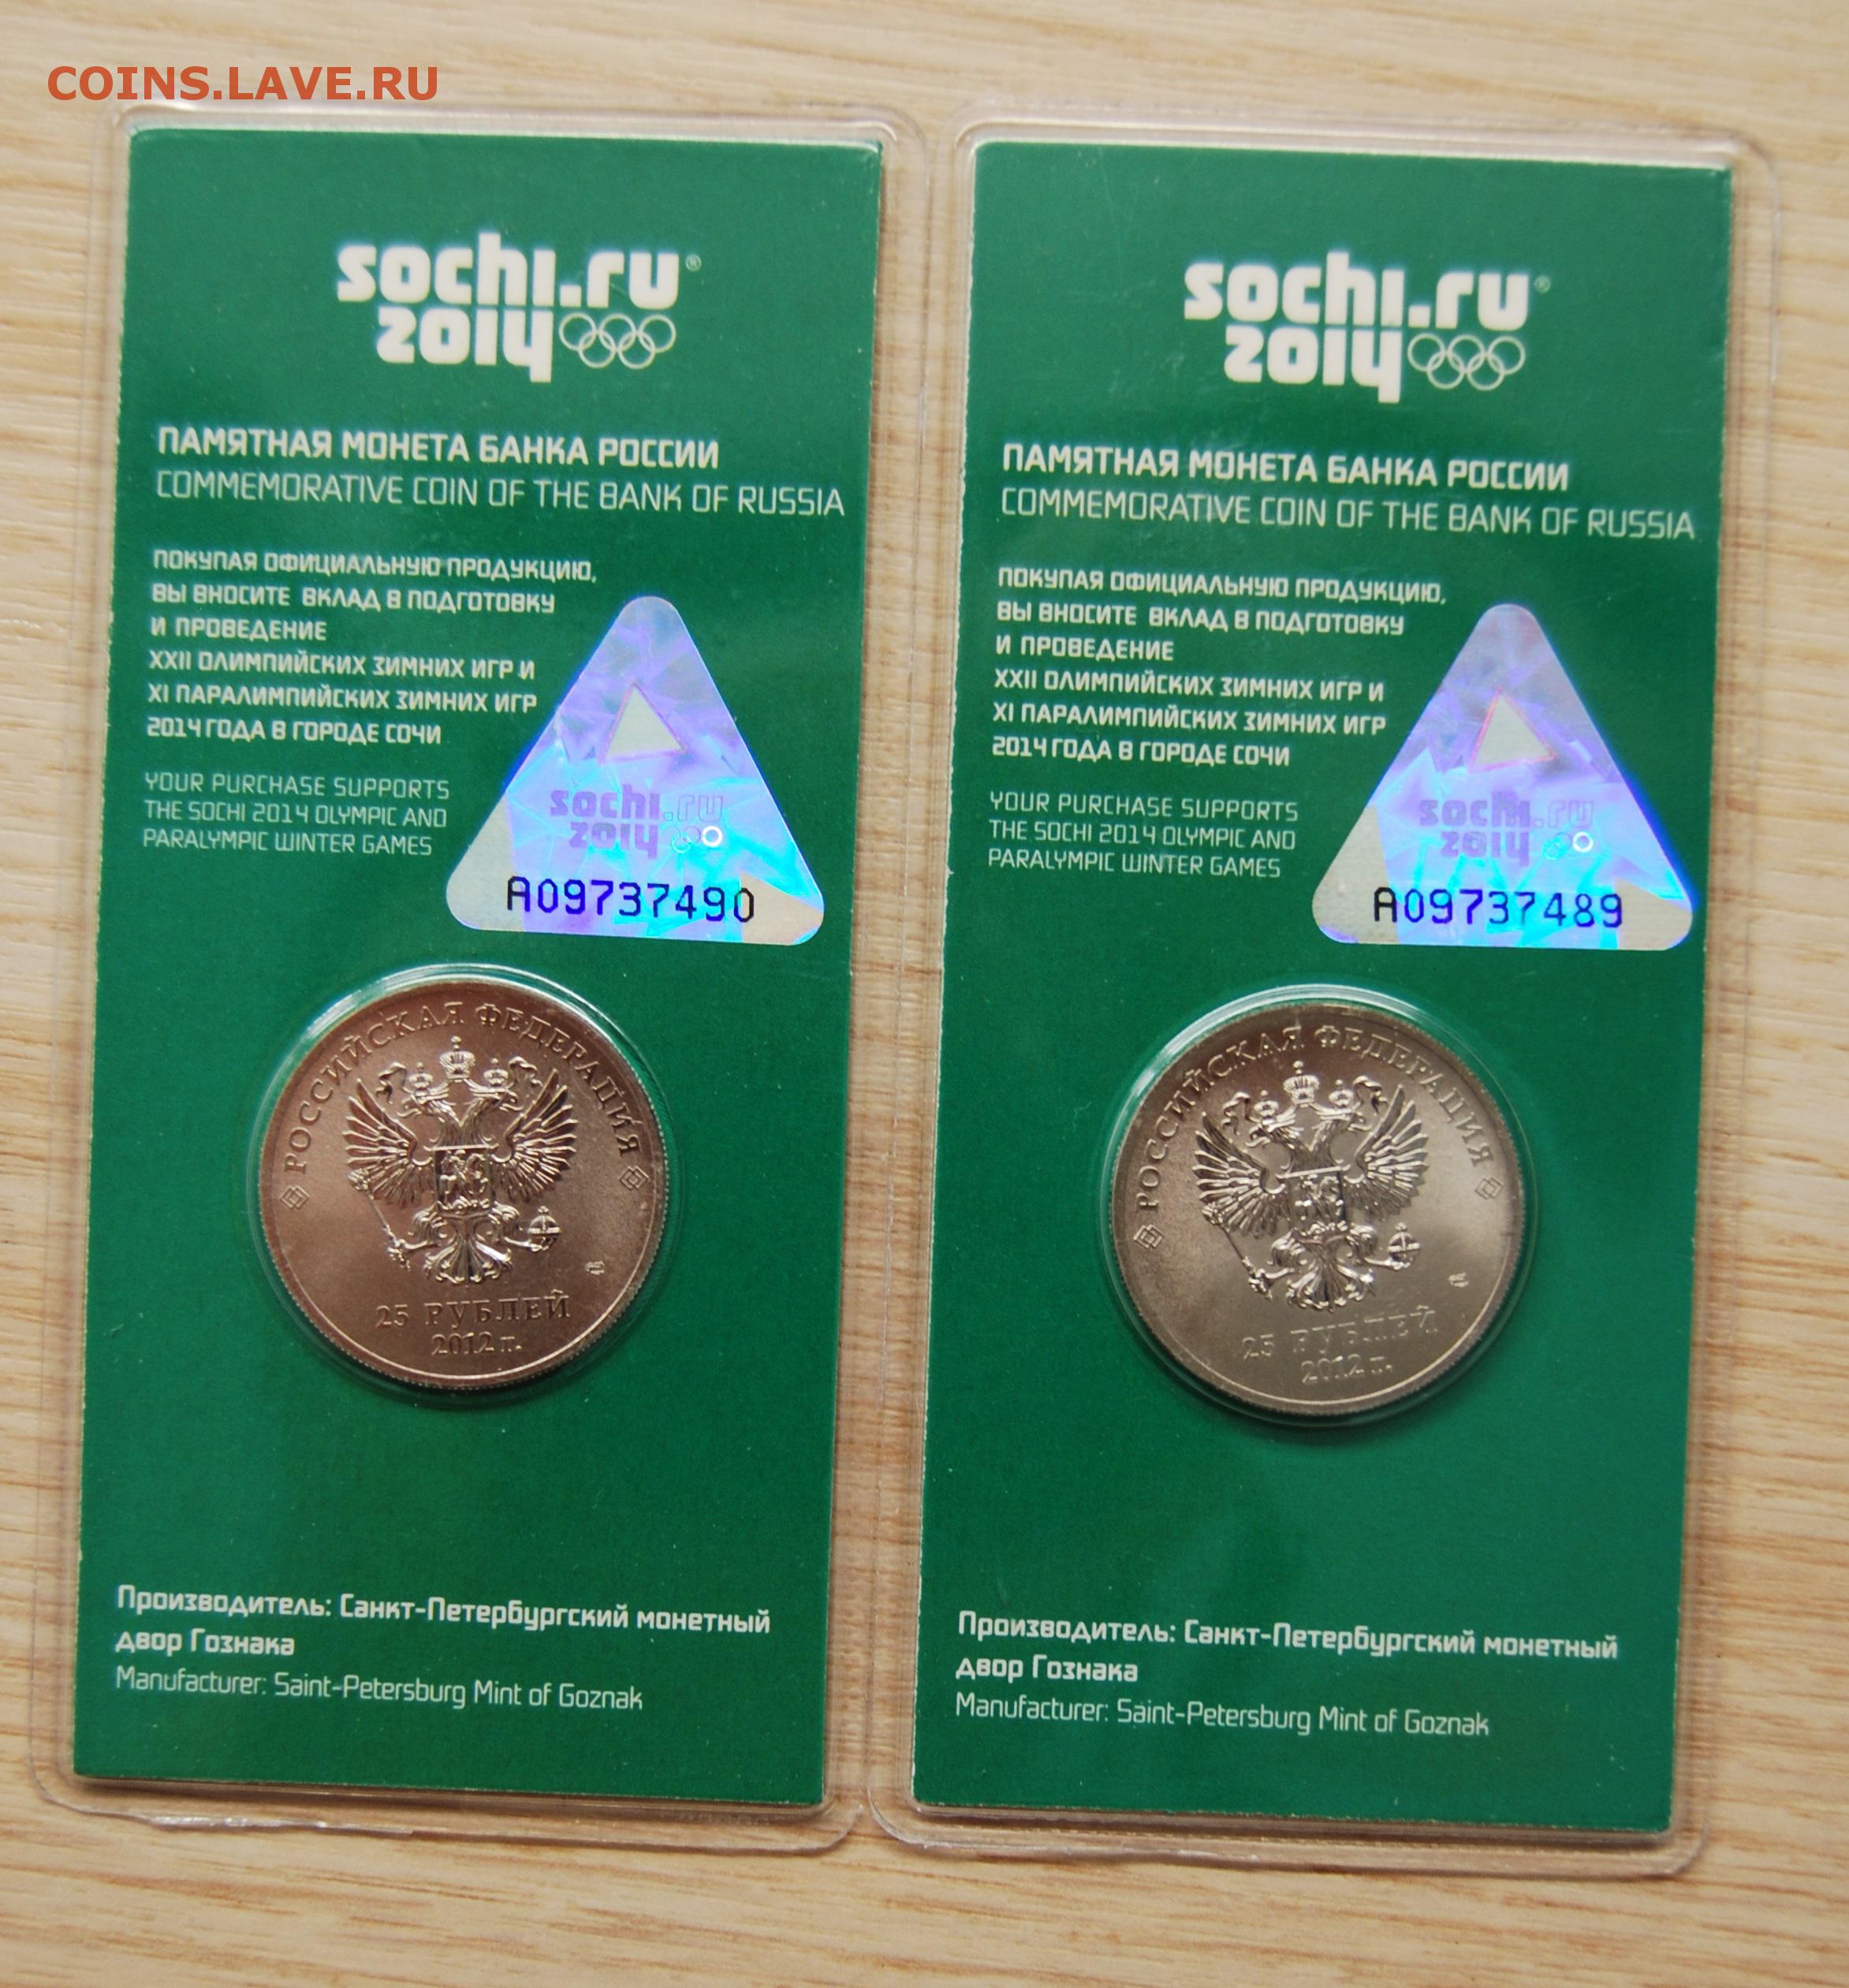 COINS.LAVE.RU
sochi.ru®
2014
ПАМЯТНАЯ МОНЕТА БАНКА РОССИИ
COMMEMORATIVE COIN OF THE BANK OF RUSSIA
ПОКУПАЯ ОФИЦИАЛЬНУЮ ПРОДУКЦИЮ,
ВЫ ВНОСИТЕ ВКЛАД В ПОДГОТОВКУ
И ПРОВЕДЕНИЕ
XXII ОЛИМПИЙСКИХ ЗИМНИХ ИГР И
XI ПАРАЛИМПИЙСКИХ ЗИМНИХ ИГР
2014 ГОДА В ГОРОДЕ СОЧИ
YOUR PURCHASE SUPPORTS
THE SOCHI 2014 OLYMPIC AND
PARALYMPIC WINTER GAMES
sochi.ru
2014
A09737490
РОССИЙСКАЯ ФЕДЕРАЦИЯ
25 РУБЛЕЙ
2012 г.
Производитель: Санкт-Петербургский монетный
двор Гознака
Manufacturer: Saint-Petersburg Mint of Goznak
sochi.ru®
2014
ПАМЯТНАЯ МОНЕТА БАНКА РОССИИ
COMMEMORATIVE COIN OF THE BANK OF RUSSIA
ПОКУПАЯ ОФИЦИАЛЬНУЮ ПРОДУКЦИЮ,
ВЫ ВНОСИТЕ ВКЛАД В ПОДГОТОВКУ
И ПРОВЕДЕНИЕ
XXII ОЛИМПИЙСКИХ ЗИМНИХ ИГР И
XI ПАРАЛИМПИЙСКИХ ЗИМНИХ ИГР
2014 ГОДА В ГОРОДЕ СОЧИ
YOUR PURCHASE SUPPORTS
THE SOCHI 2014 OLYMPIC AND
PARALYMPIC WINTER GAMES
sochi.ru
2014
A09737489
РОССИЙСКАЯ ФЕДЕРАЦИЯ
25 РУБЛЕЙ
2012 г.
Производитель: Санкт-Петербургский монетный
двор Гознака
Manufacturer: Saint-Petersburg Mint of Goznak